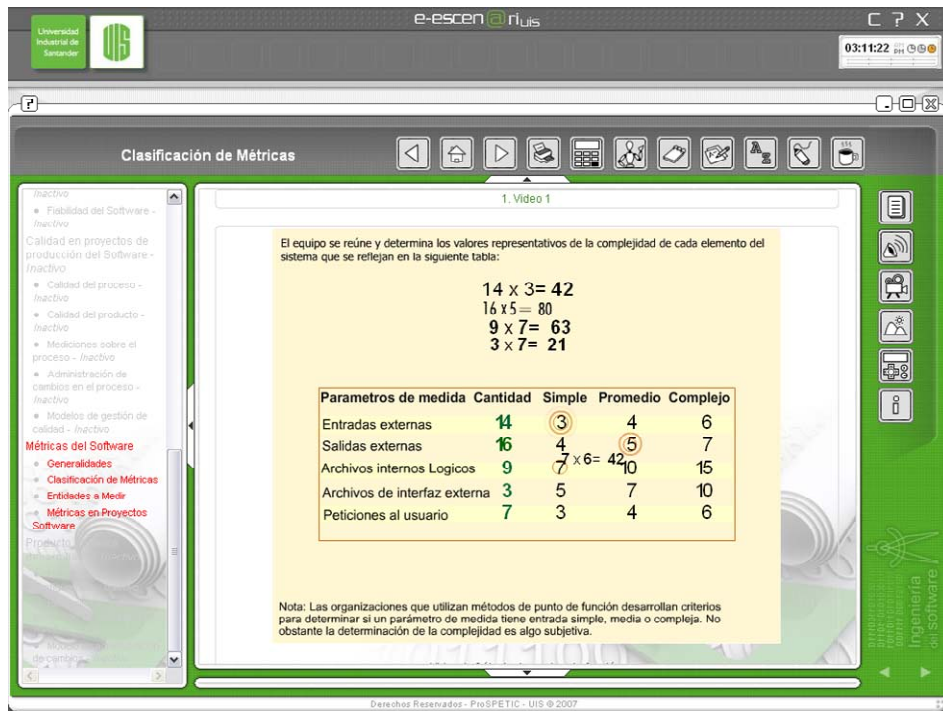 e-escen@riuis
Universidad
Industrial de
Santander
UIS
C ? X
03:11:22 PM
?
Clasificación de Métricas
Inactivo
Fiabilidad del Software -
Inactivo
Calidad en proyectos de
producción del Software -
Inactivo
Calidad del proceso -
Inactivo
Calidad del producto -
Inactivo
Mediciones sobre el
proceso - Inactivo
Administración de
cambios en el proceso -
Inactivo
Modelos de gestión de
calidad - Inactivo
Métricas del Software
Generalidades
Clasificación de Métricas
Entidades a Medir
Métricas en Proyectos
Software
1. Video 1
El equipo se reúne y determina los valores representativos de la complejidad de cada elemento del
sistema que se reflejan en la siguiente tabla:
14 x 3= 42
16 x 5= 80
9 x 7= 63
3 x 7= 21
Parametros de medida Cantidad Simple Promedio Complejo
Entradas externas 14 3 4 6
Salidas externas 16 4 5 7
7 x 6= 42
Archivos internos Logicos 9 7 10 15
Archivos de interfaz externa 3 5 7 10
Peticiones al usuario 7 3 4 6
Nota: Las organizaciones que utilizan métodos de punto de función desarrollan criterios
para determinar si un parámetro de medida tiene entrada simple, media o compleja. No
obstante la determinación de la complejidad es algo subjetiva.
Ingeniería
del software
Derechos Reservados - ProSPETIC - UIS @ 2007